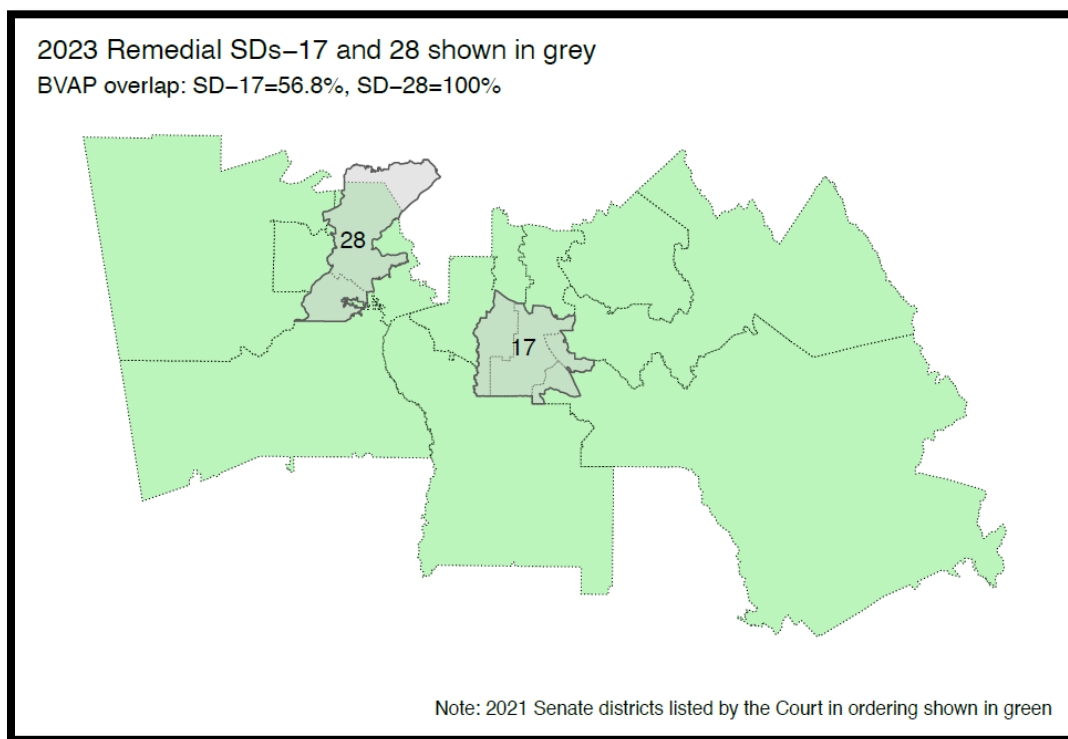 2023 Remedial SDs−17 and 28 shown in grey
BVAP overlap: SD−17=56.8%, SD−28=100%
28
17
Note: 2021 Senate districts listed by the Court in ordering shown in green